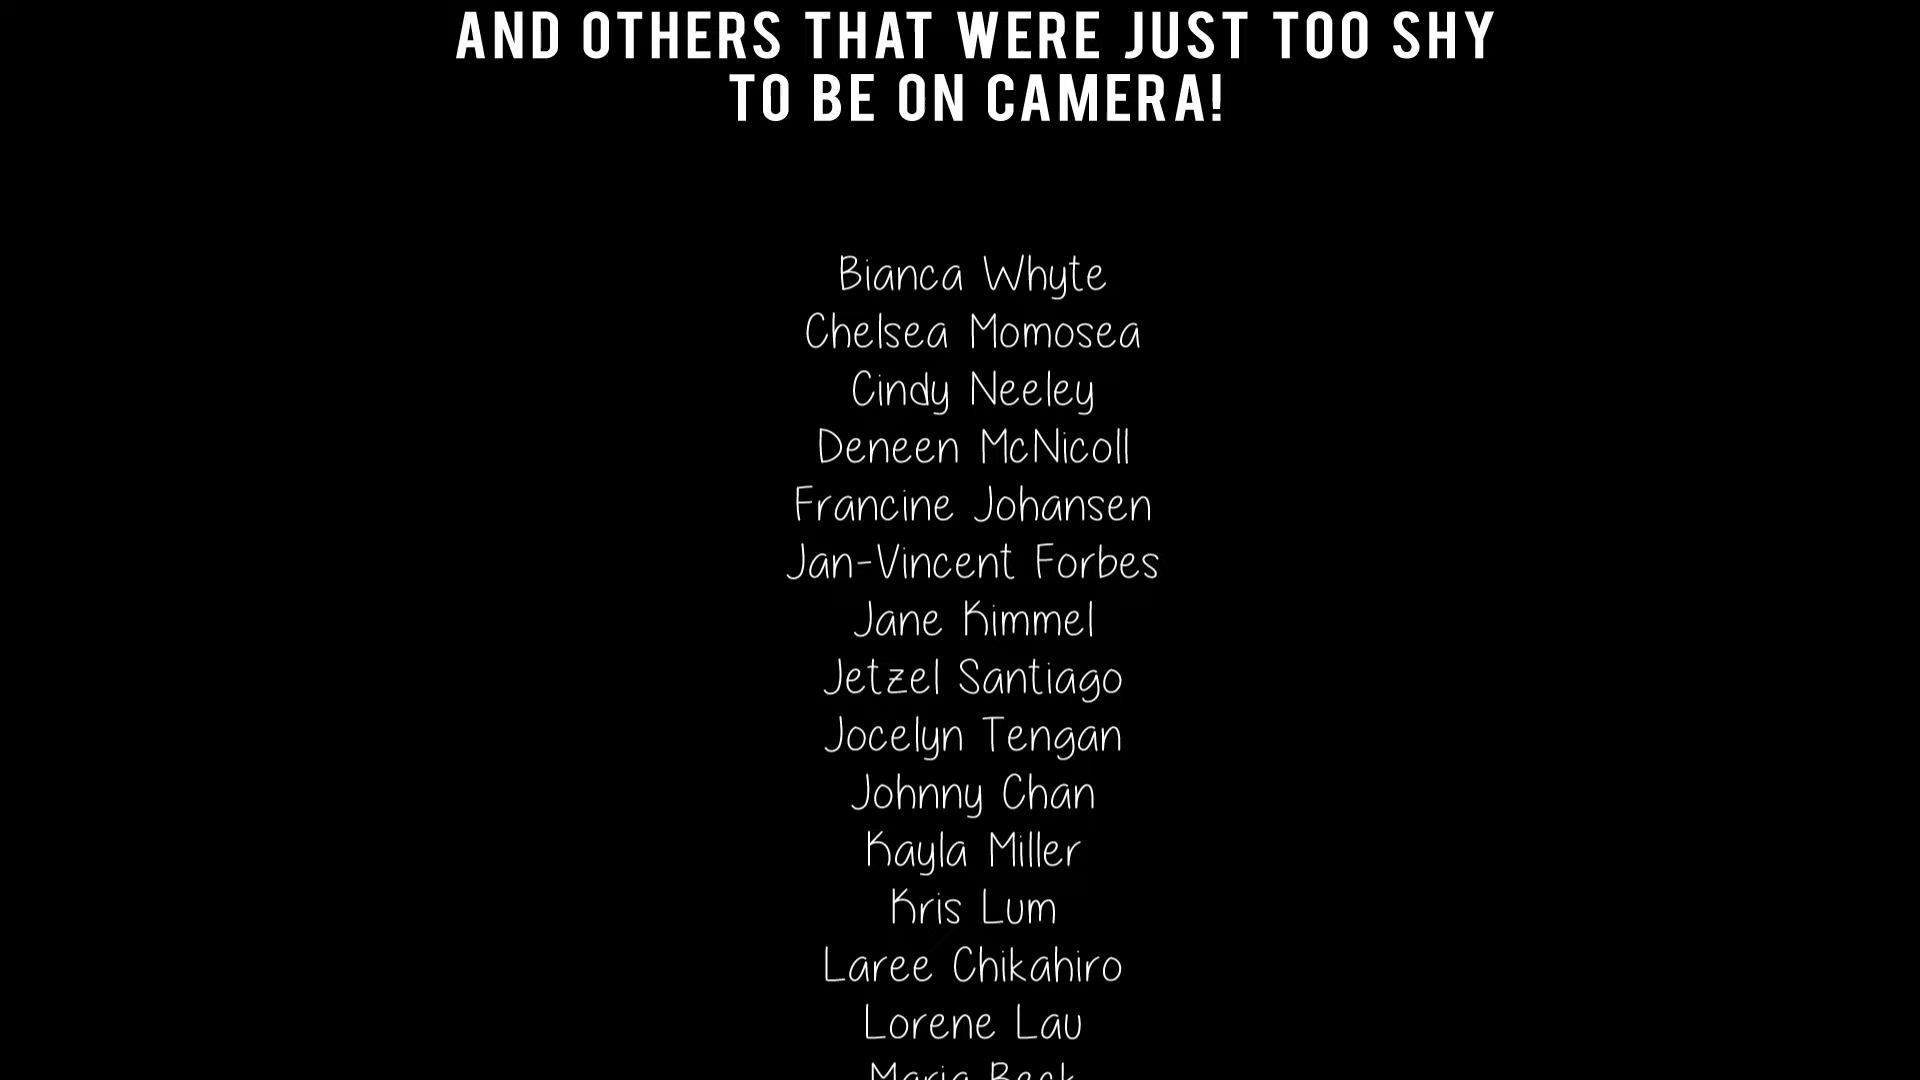 AND OTHERS THAT WERE JUST TOO SHY
TO BE ON CAMERA!
Bianca Whyte
Chelsea Momosea
Cindy Neeley
Deneen McNicoll
Francine Johansen
Jan-Vincent Forbes
Jane Kimmel
Jetzel Santiago
Jocelyn Tengan
Johnny Chan
Kayla Miller
Kris Lum
Laree Chikahiro
Lorene Lau